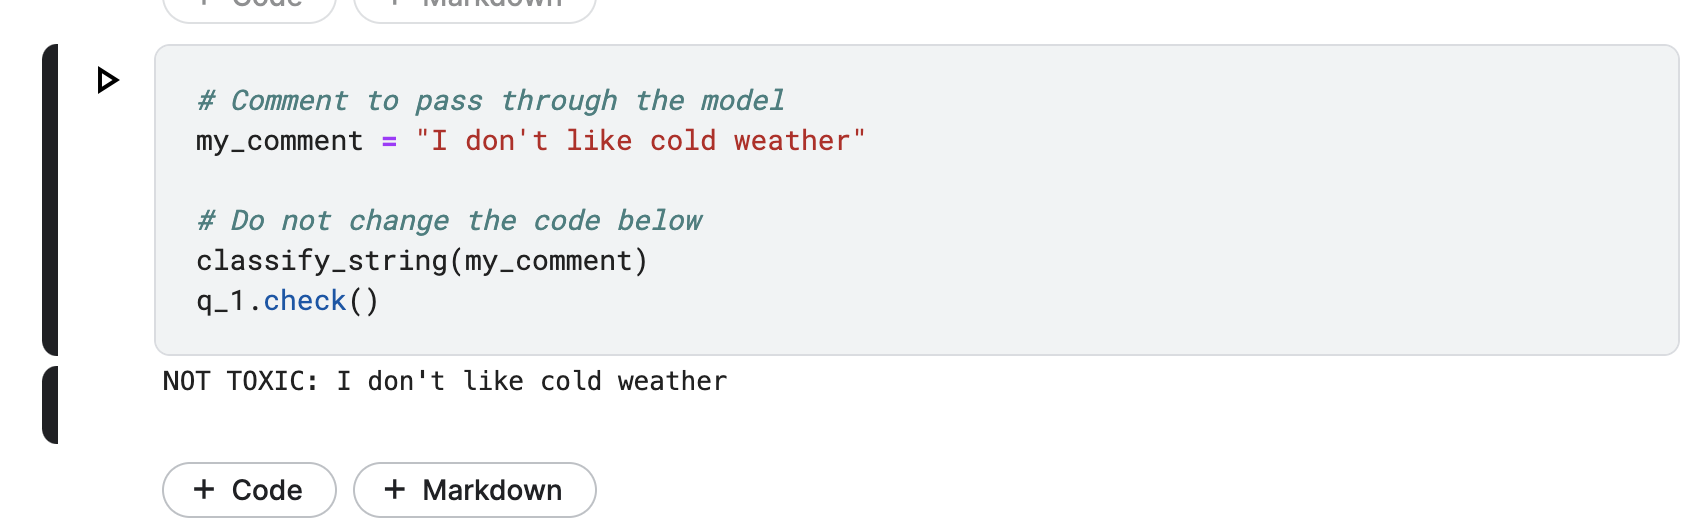 + Code + Markdown
# Comment to pass through the model
my_comment = "I don't like cold weather"
# Do not change the code below
classify_string(my_comment)
q_1.check()
NOT TOXIC: I don't like cold weather
+ Code + Markdown